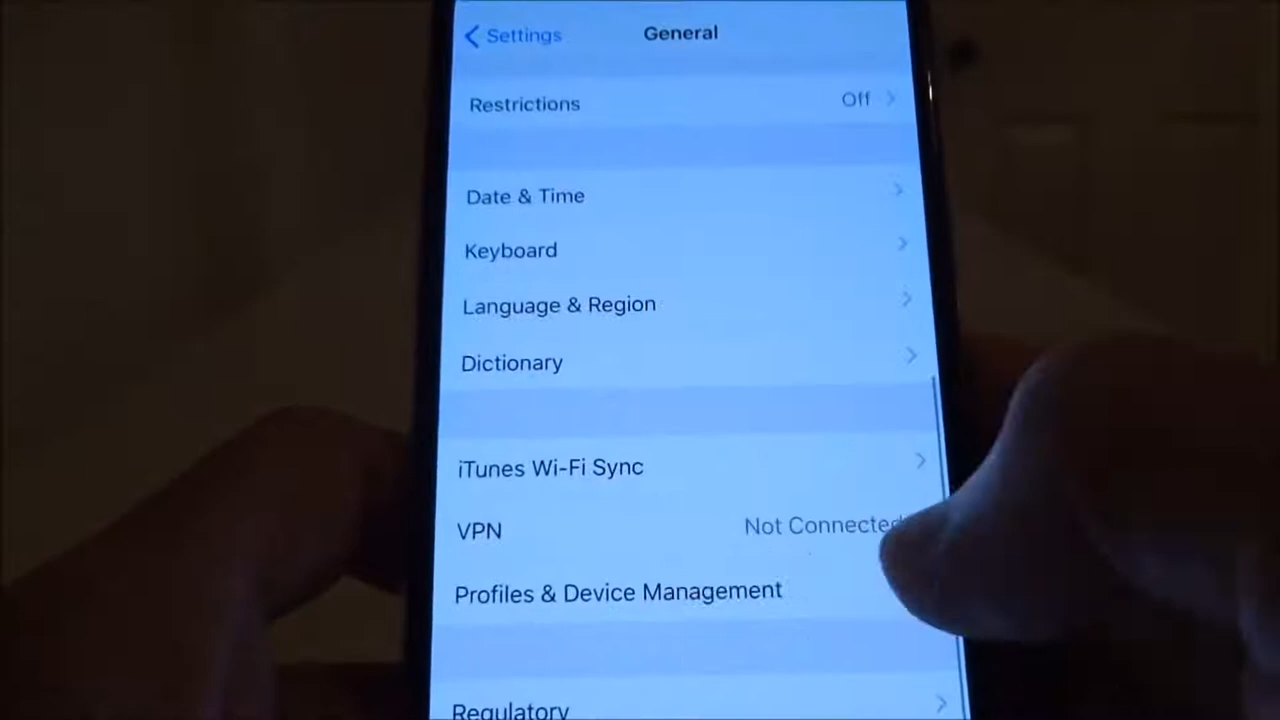 Settings
General
Restrictions Off
Date & Time
Keyboard
Language & Region
Dictionary
iTunes Wi-Fi Sync
VPN Not Connected
Profiles & Device Management
Regulatory